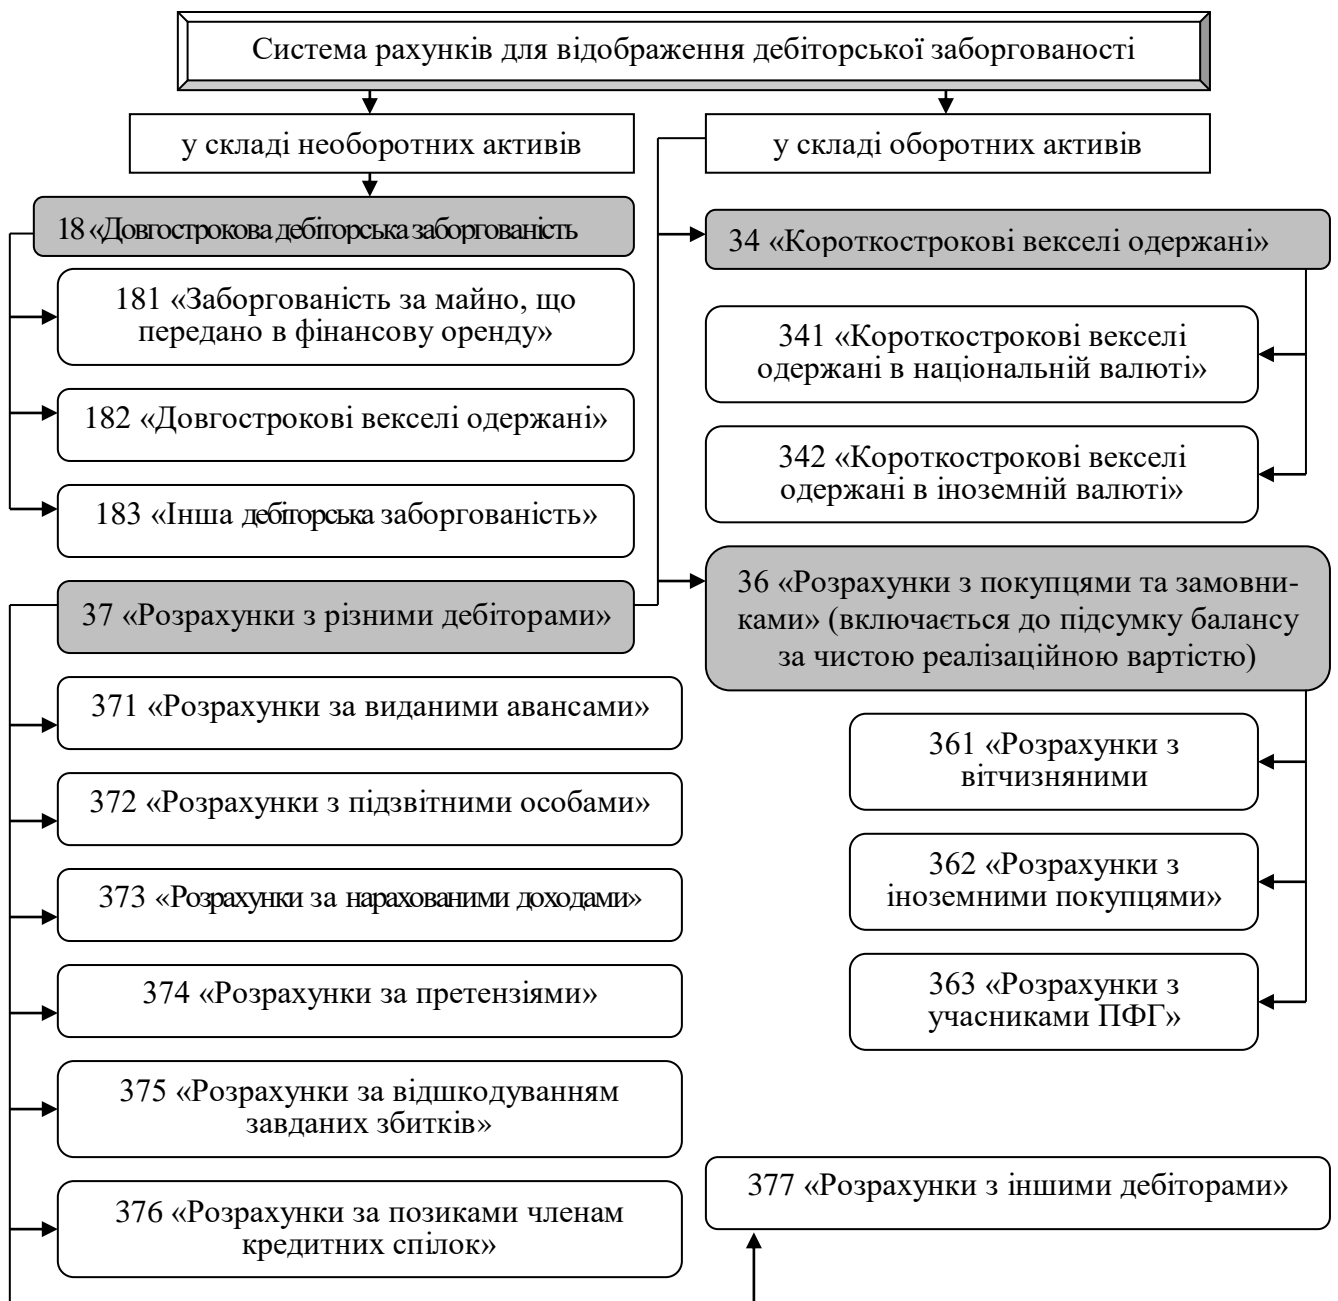 Система рахунків для відображення дебіторської заборгованості
у складі необоротних активів
у складі оборотних активів
18 «Довгострокова дебіторська заборгованість
181 «Заборгованість за майно, що
передано в фінансову оренду»
182 «Довгострокові векселі одержані»
183 «Інша дебіторська заборгованість»
34 «Короткострокові векселі одержані»
341 «Короткострокові векселі
одержані в національній валюті»
342 «Короткострокові векселі
одержані в іноземній валюті»
36 «Розрахунки з покупцями та замовни-
ками» (включається до підсумку балансу
за чистою реалізаційною вартістю)
361 «Розрахунки з
вітчизняними
362 «Розрахунки з
іноземними покупцями»
363 «Розрахунки з
учасниками ПФГ»
37 «Розрахунки з різними дебіторами»
371 «Розрахунки за виданими авансами»
372 «Розрахунки з підзвітними особами»
373 «Розрахунки за нарахованими доходами»
374 «Розрахунки за претензіями»
375 «Розрахунки за відшкодуванням
завданих збитків»
376 «Розрахунки за позиками членам
кредитних спілок»
377 «Розрахунки з іншими дебіторами»